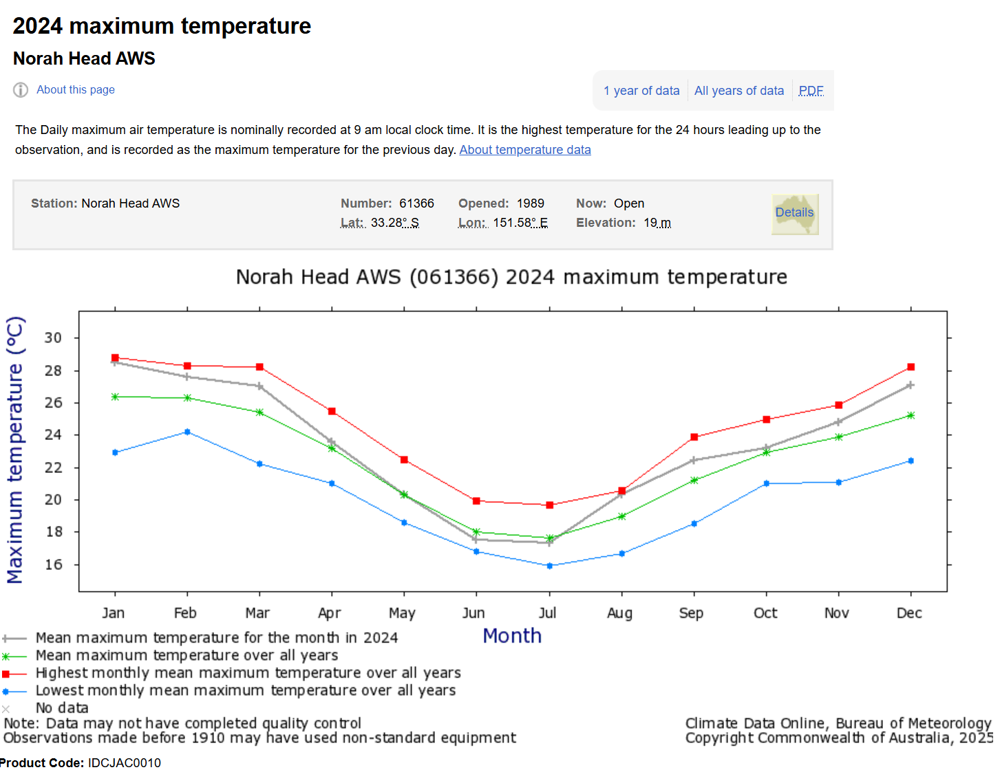 2024 maximum temperature
Norah Head AWS
About this page
1 year of data All years of data PDF
The Daily maximum air temperature is nominally recorded at 9 am local clock time. It is the highest temperature for the 24 hours leading up to the
observation, and is recorded as the maximum temperature for the previous day. About temperature data
Station: Norah Head AWS Number: 61366 Opened: 1989 Now: Open
Lat: 33.28° S Lon: 151.58° E Elevation: 19 m
Details
Norah Head AWS (061366) 2024 maximum temperature
Maximum temperature (°C)
30
28
26
24
22
20
18
16
Jan Feb Mar Apr May Jun Jul Aug Sep Oct Nov Dec
Month
Mean maximum temperature for the month in 2024
Mean maximum temperature over all years
Highest monthly mean maximum temperature over all years
Lowest monthly mean maximum temperature over all years
No data
Note: Data may not have completed quality control
Observations made before 1910 may have used non-standard equipment
Climate Data Online, Bureau of Meteorology
Copyright Commonwealth of Australia, 2025
Product Code: IDCJAC0010